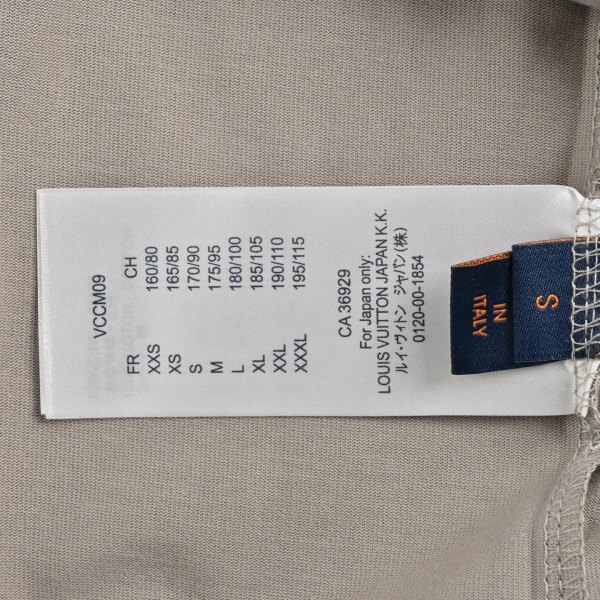 VCCM09
FR CH
XXS 160/80
XS 165/85
S 170/90
M 175/95
L 180/100
XL 185/105
XXL 190/110
XXXL 195/115
CA 36929
For Japan only:
LOUIS VUITTON JAPAN K.K.
ルイ・ヴィトン ジャパン(株)
0120-00-1854
IN
ITALY
S